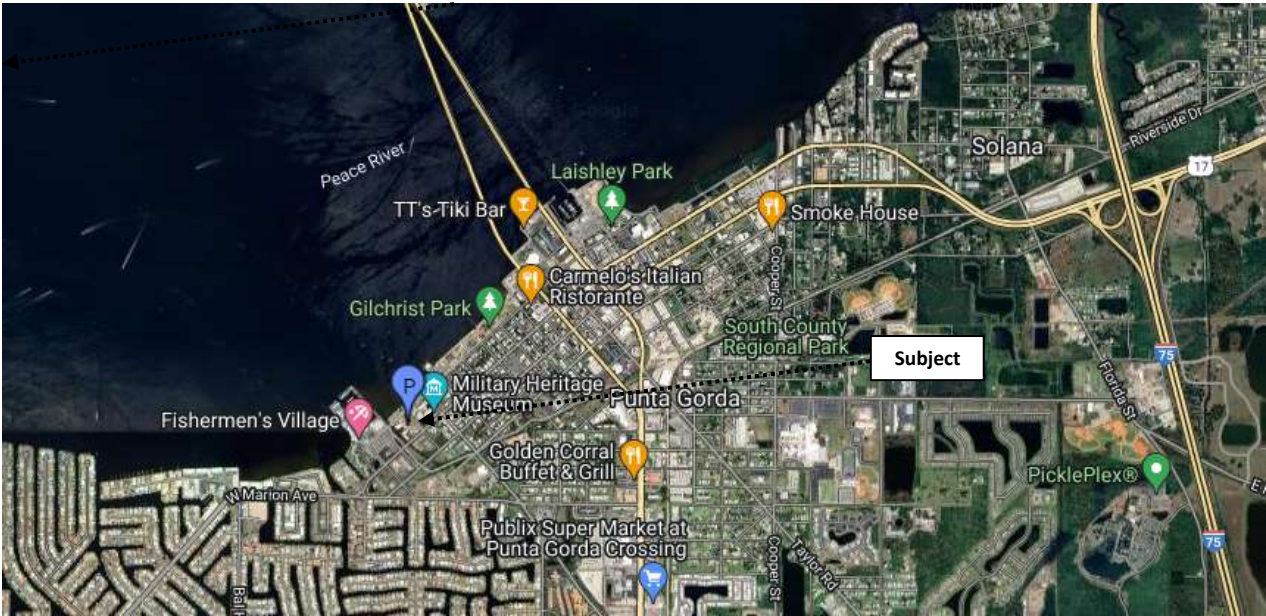 Peace River
Laishley Park
TT's Tiki Bar
Solana
Riverside Dr
17
Smoke House
Cooper St
Carmelo's Italian
Ristorante
Gilchrist Park
South County
Regional Park
Subject
75
Florida St
P
M
Military Heritage
Museum
Punta Gorda
Fishermen's Village
Golden Corral
Buffet & Grill
PicklePlex®
W Marion Ave
Publix Super Market at
Punta Gorda Crossing
Cooper St
Taylor Rd
75